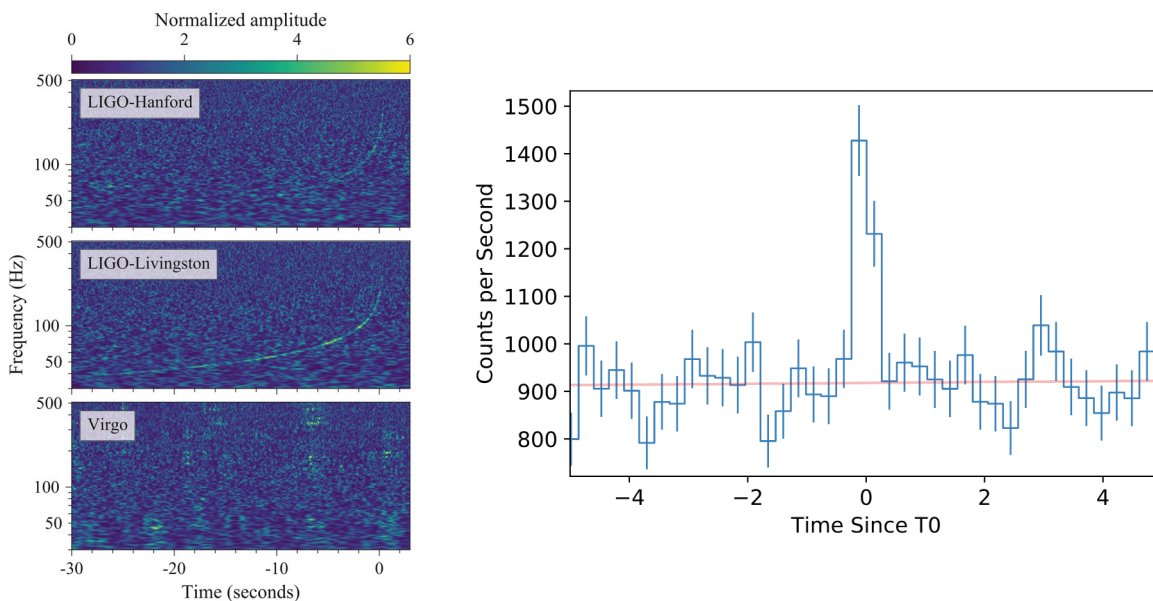 Normalized amplitude
0 2 4 6
500
LIGO-Hanford
100
50
500
LIGO-Livingston
100
50
500
Virgo
100
50
Frequency (Hz)
-30 -20 -10 0
Time (seconds)
1500
1400
1300
1200
1100
1000
900
800
Counts per Second
−4 −2 0 2 4
Time Since T0